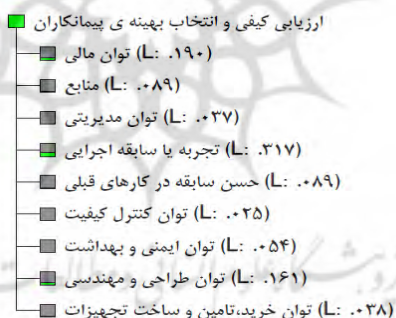 ارزیابی کیفی و انتخاب بهینه ی پیمانکاران
توان مالی (L: .۱۹۰)
منابع (L: .۰۸۹)
توان مدیریتی (L: .۰۳۷)
تجربه یا سابقه اجرایی (L: .۳۱۷)
حسن سابقه در کارهای قبلی (L: .۰۸۹)
توان کنترل کیفیت (L: .۰۲۵)
توان ایمنی و بهداشت (L: .۰۵۴)
توان طراحی و مهندسی (L: .۱۶۱)
توان خرید،تامین و ساخت تجهیزات (L: .۰۳۸)